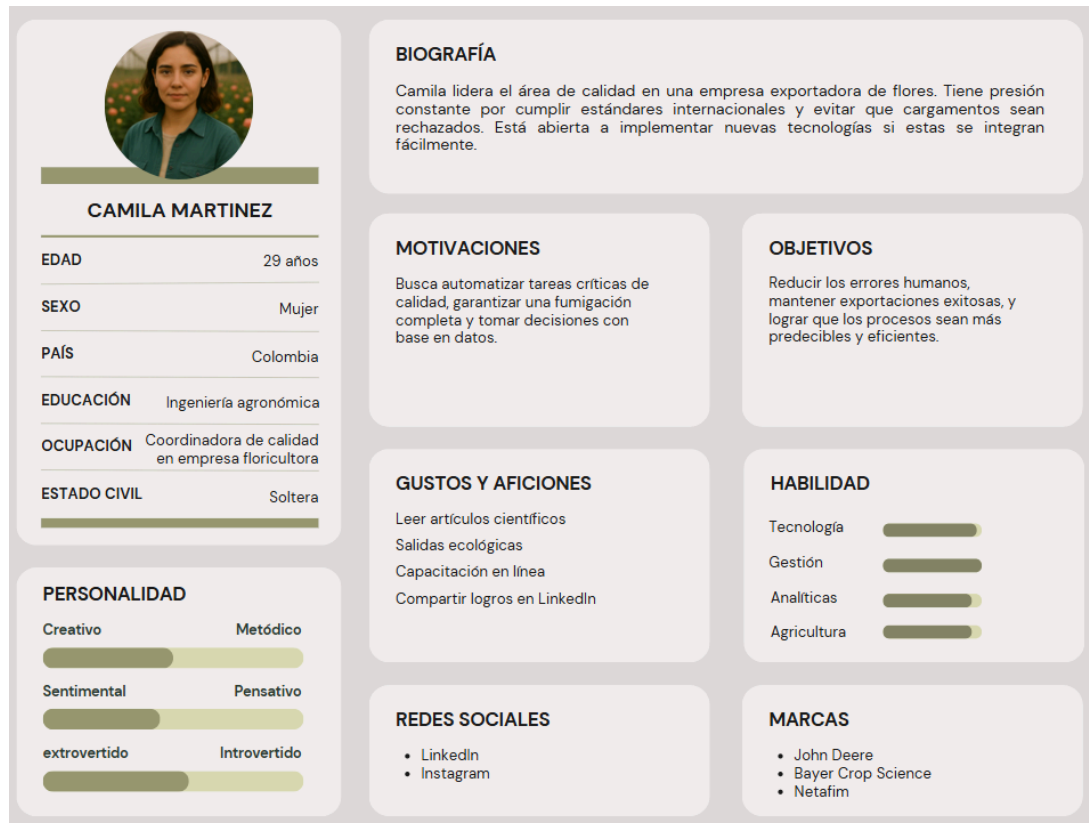 CAMILA MARTINEZ
EDAD
29 años
SEXO
Mujer
PAÍS
Colombia
EDUCACIÓN
Ingeniería agronómica
OCUPACIÓN
Coordinadora de calidad
en empresa floricultora
ESTADO CIVIL
Soltera
PERSONALIDAD
Creativo
Metódico
Sentimental
Pensativo
extrovertido
Introvertido
BIOGRAFÍA
Camila lidera el área de calidad en una empresa exportadora de flores. Tiene presión
constante por cumplir estándares internacionales y evitar que cargamentos sean
rechazados. Está abierta a implementar nuevas tecnologías si estas se integran
fácilmente.
MOTIVACIONES
Busca automatizar tareas críticas de
calidad, garantizar una fumigación
completa y tomar decisiones con
base en datos.
OBJETIVOS
Reducir los errores humanos,
mantener exportaciones exitosas, y
lograr que los procesos sean más
predecibles y eficientes.
GUSTOS Y AFICIONES
Leer artículos científicos
Salidas ecológicas
Capacitación en línea
Compartir logros en LinkedIn
HABILIDAD
Tecnología
Gestión
Analíticas
Agricultura
REDES SOCIALES
• LinkedIn
• Instagram
MARCAS
• John Deere
• Bayer Crop Science
• Netafim